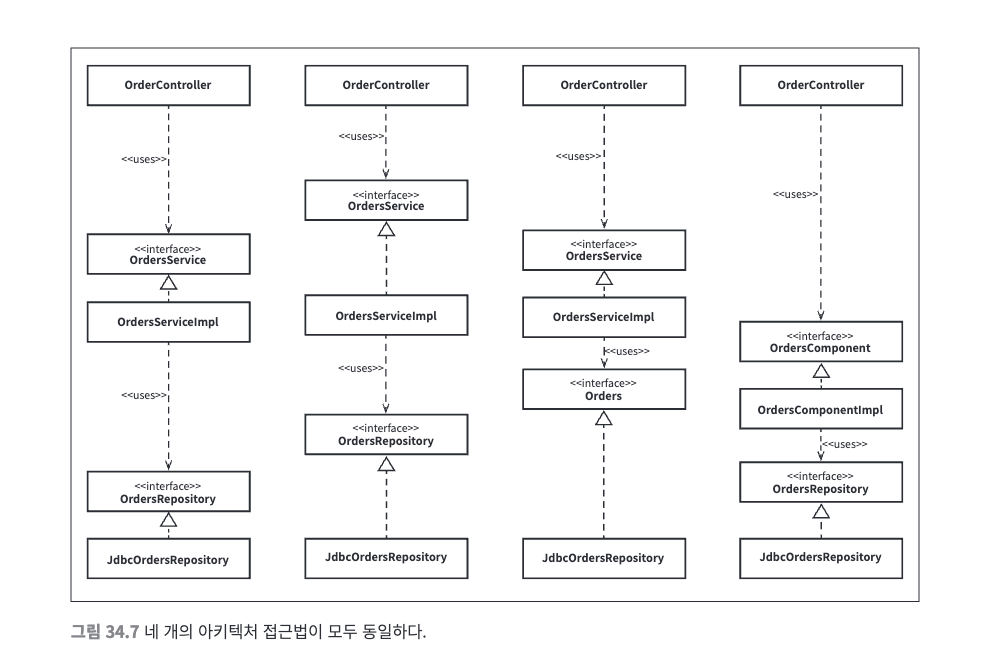 OrderController
<<uses>>
<<interface>>
OrdersService
OrdersServiceImpl
<<uses>>
<<interface>>
OrdersRepository
JdbcOrdersRepository
OrderController
<<uses>>
<<interface>>
OrdersService
OrdersServiceImpl
<<uses>>
<<interface>>
OrdersRepository
JdbcOrdersRepository
OrderController
<<uses>>
<<interface>>
OrdersService
OrdersServiceImpl
<<uses>>
<<interface>>
Orders
JdbcOrdersRepository
OrderController
<<uses>>
<<interface>>
OrdersComponent
OrdersComponentImpl
<<uses>>
<<interface>>
OrdersRepository
JdbcOrdersRepository
그림 34.7 네 개의 아키텍처 접근법이 모두 동일하다.